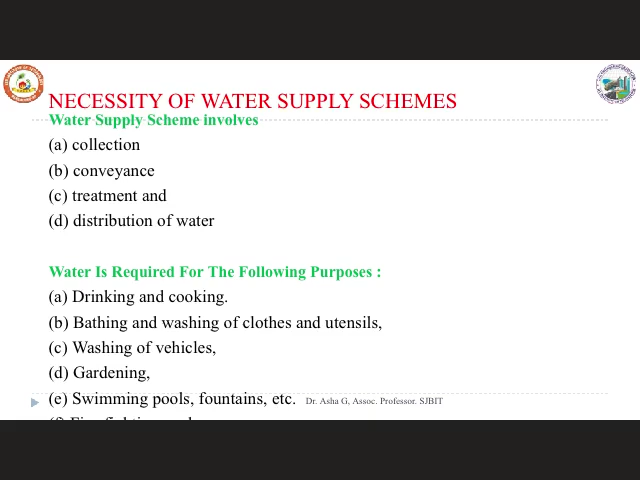 NECESSITY OF WATER SUPPLY SCHEMES
Water Supply Scheme involves
(a) collection
(b) conveyance
(c) treatment and
(d) distribution of water
Water Is Required For The Following Purposes :
(a) Drinking and cooking.
(b) Bathing and washing of clothes and utensils,
(c) Washing of vehicles,
(d) Gardening,
(e) Swimming pools, fountains, etc.
Dr. Asha G, Assoc. Professor. SJBIT